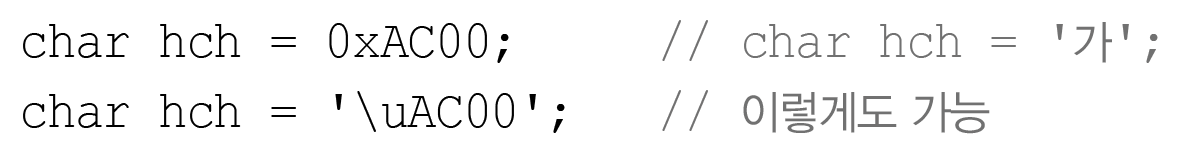 char hch = 0xAC00; // char hch = '가';
char hch = '\uAC00'; // 이렇게도 가능